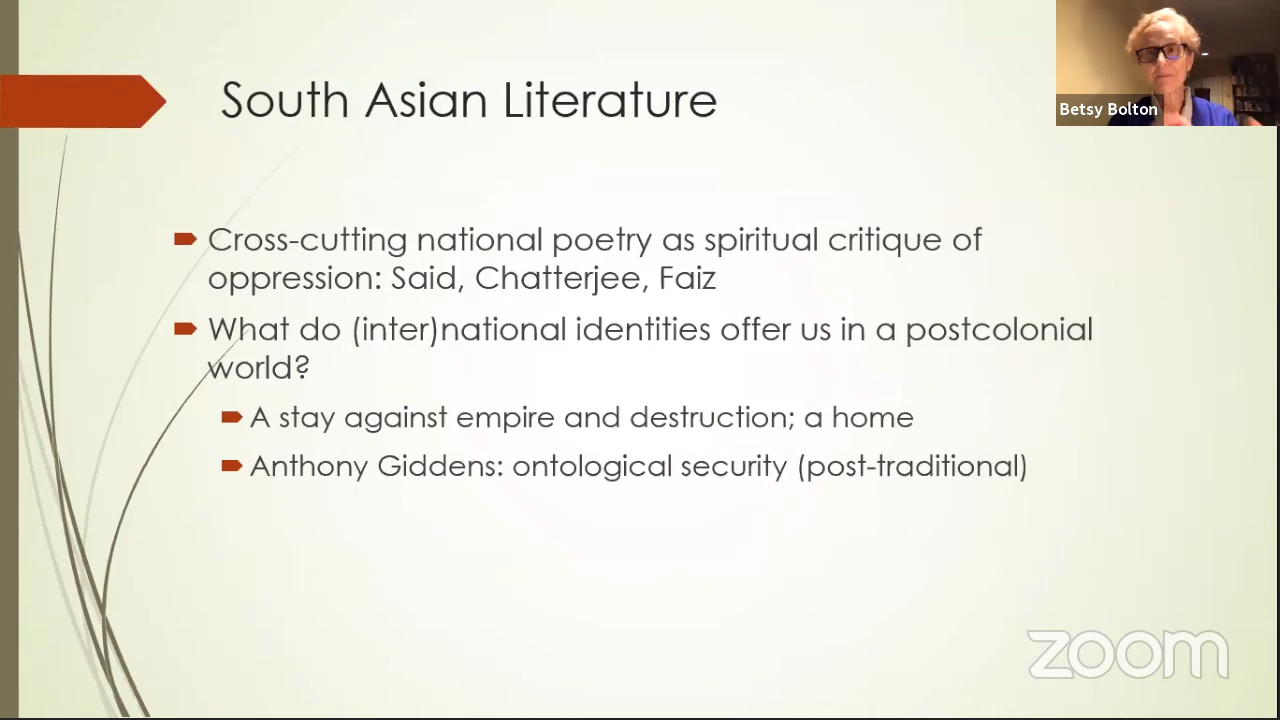 South Asian Literature
Betsy Bolton
Cross-cutting national poetry as spiritual critique of
oppression: Said, Chatterjee, Faiz
What do (inter)national identities offer us in a postcolonial
world?
A stay against empire and destruction; a home
Anthony Giddens: ontological security (post-traditional)
zoom